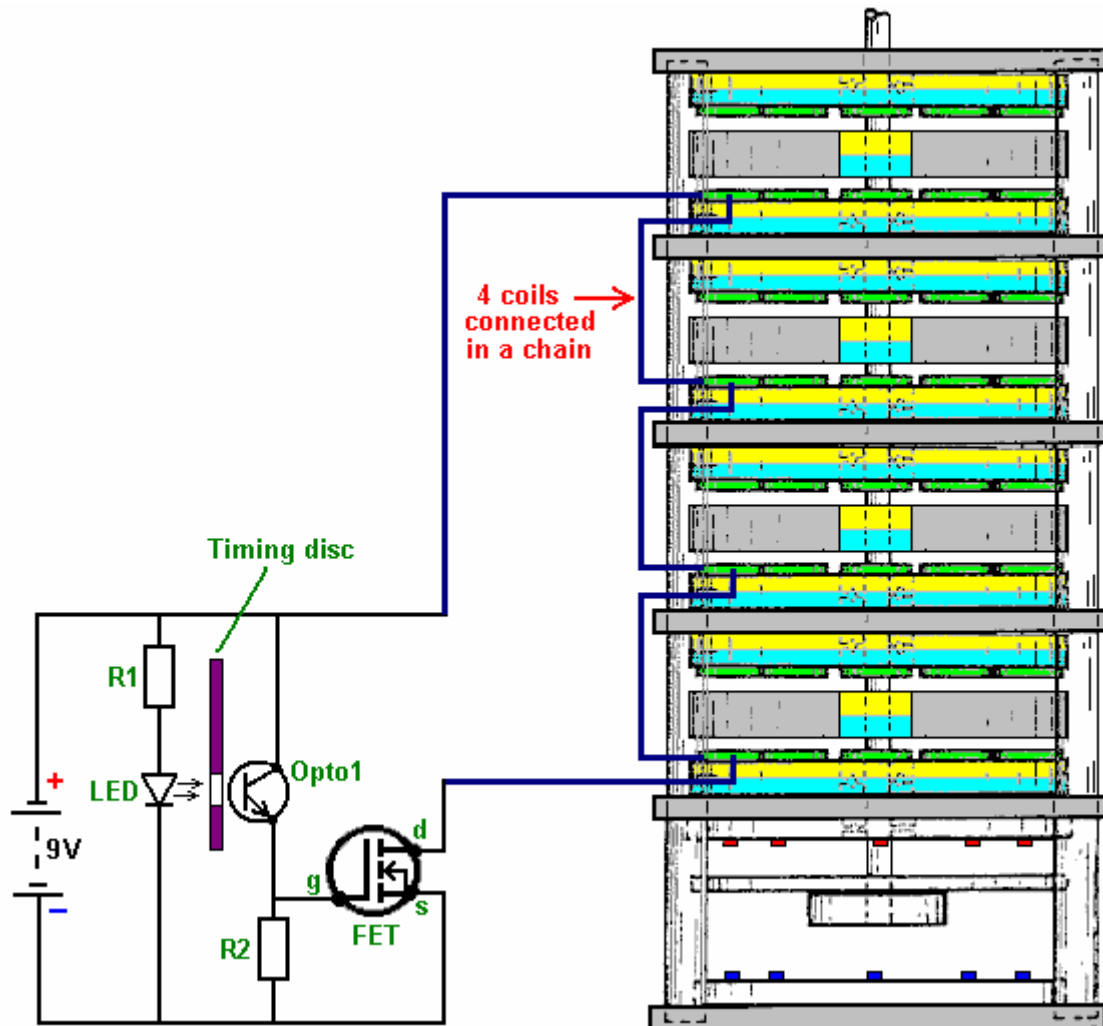 4 coils
connected
in a chain
Timing disc
R1
LED
Opto1
+
9V
–
d
g
s
FET
R2